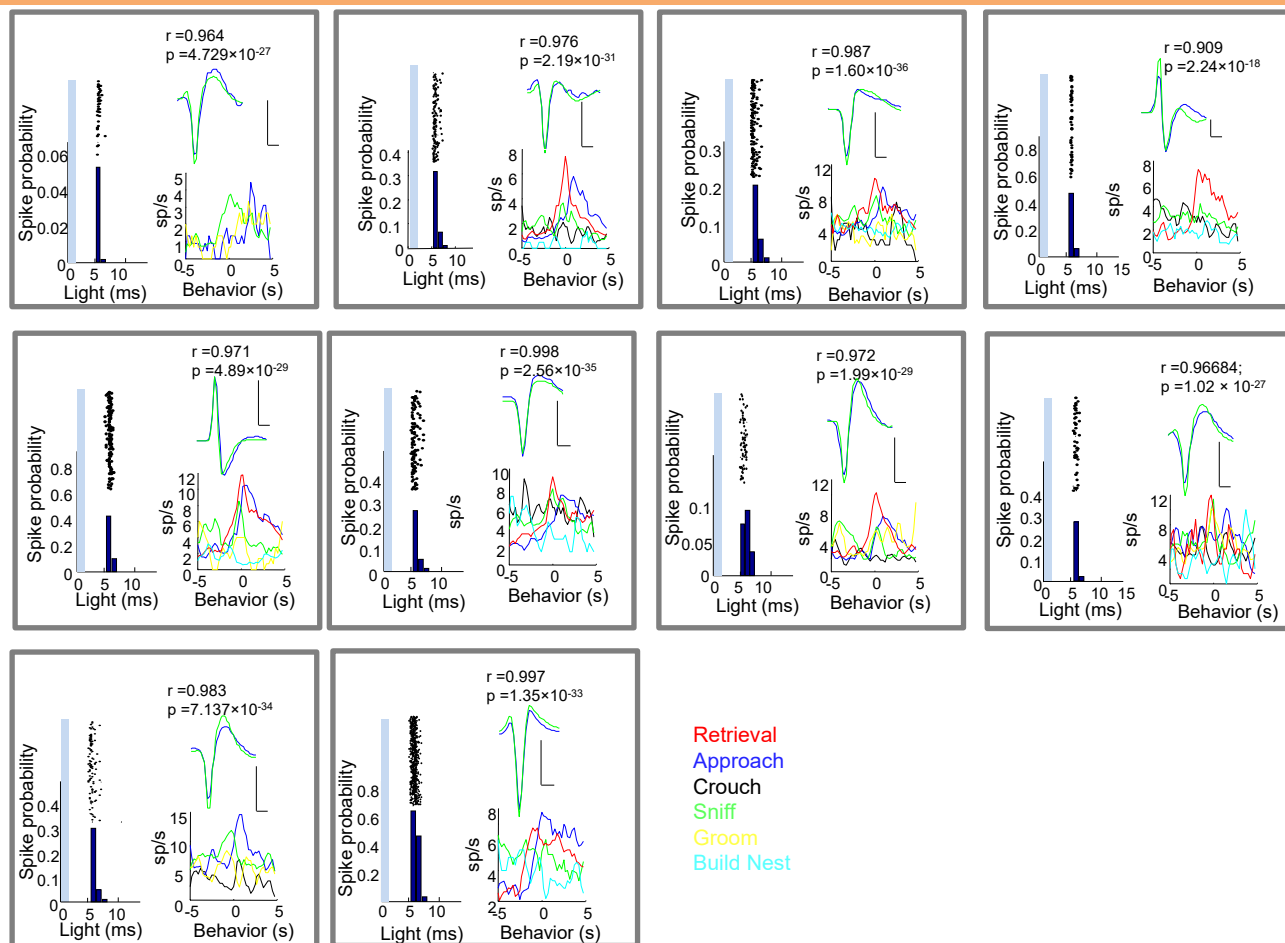 r =0.964
p =4.729×10-27
Spike probability
0.06
0.04
0.02
0
0 10
Light (ms)
sp/s
5
4
3
2
1
0
-5 0 5
Behavior (s)
r =0.976
p =2.19×10-31
Spike probability
0.4
0.3
0.2
0.1
0
0 5 10
Light (ms)
sp/s
8
6
4
2
0
-5 0 5
Behavior (s)
r =0.987
p =1.60×10-36
Spike probability
0.3
0.2
0.1
0
0 5 10
Light (ms)
sp/s
12
8
6
4
2
0
-5 0 5
Behavior (s)
r =0.909
p =2.24×10-18
Spike probability
0.8
0.6
0.4
0.2
0
0 5 10 15
Light (ms)
sp/s
8
6
4
2
0
-5 0 5
Behavior (s)
r =0.971
p =4.89×10-29
Spike probability
0.8
0.6
0.4
0.2
0
0 5 10
Light (ms)
sp/s
12
10
8
6
4
2
0
-5 0 5
Behavior (s)
r =0.998
p =2.56×10-35
Spike probability
0.4
0.3
0.2
0.1
0
0 5 10
Light (ms)
sp/s
10
8
6
4
2
0
-5 0 5
Behavior (s)
r =0.972
p =1.99×10-29
Spike probability
0.1
0.05
0
0 5 10
Light (ms)
sp/s
12
8
4
0
-5 0 5
Behavior (s)
r =0.96684;
p =1.02 × 10-27
Spike probability
0.4
0.3
0.2
0.1
0
0 5 10 15
Light (ms)
sp/s
12
8
4
0
-5 0 5
Behavior (s)
r =0.983
p =7.137×10-34
Spike probability
0.4
0.3
0.2
0.1
0
0 5 10
Light (ms)
sp/s
15
10
5
0
-5 0 5
Behavior (s)
r =0.997
p =1.35×10-33
Spike probability
0.8
0.6
0.4
0.2
0 5 10
Light (ms)
sp/s
8
6
4
2
-5 0 5
Behavior (s)
Retrieval
Approach
Crouch
Sniff
Groom
Build Nest